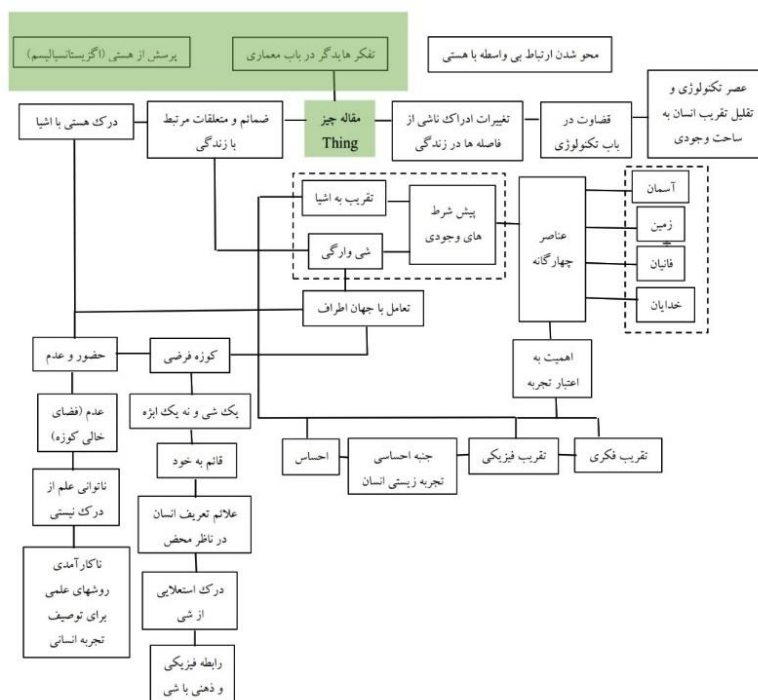 پرسش از هستی (اگزیستانسیالیسم)
تفکر هایدگر در باب معماری
محو شدن ارتباط بی واسطه با هستی
عصر تکنولوژی و
تقلیل تقریب انسان به
ساحت وجودی
قضاوت در
باب تکنولوژی
تغییرات ادراک ناشی از
فاصله ها در زندگی
مقاله چیز
Thing
ضمائم و متعلقات مرتبط
با زندگی
درک هستی با اشیا
آسمان
زمین
فانیان
خدایان
عناصر
چهارگانه
پیش شرط
های وجودی
تقریب به اشیا
شی وارگی
تعامل با جهان اطراف
اهمیت به
اعتبار تجربه
تقریب فکری
تقریب فیزیکی
جنبه احساسی
تجربه زیستی انسان
احساس
کوزه فرضی
حضور و عدم
یک شی و نه یک ابژه
قائم به خود
علائم تعریف انسان
در ناظر محض
درک استعلایی
از شی
رابطه فیزیکی
و ذهنی با شی
عدم (فضای
خالی کوزه)
ناتوانی علم از
درک نیستی
ناکارآمدی
روشهای علمی
برای توصیف
تجربه انسانی